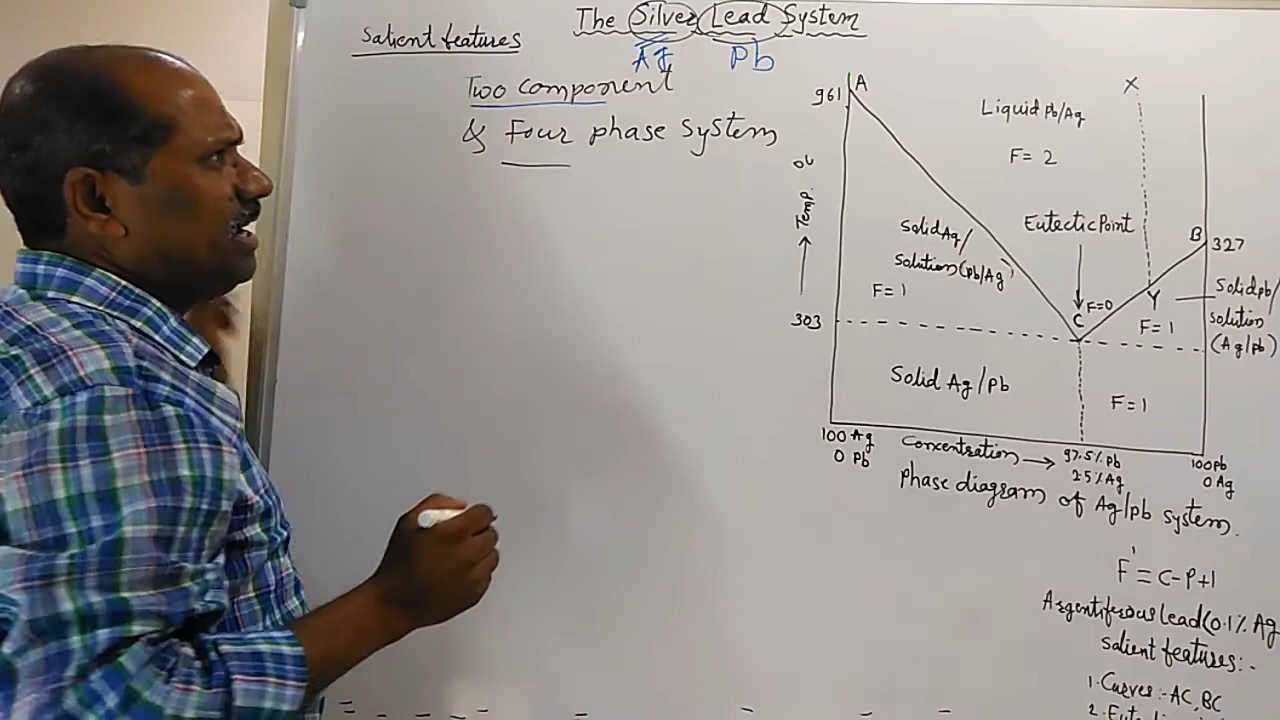 The Silver Lead System
Salient features
Ag Pb
Two component
& Four phase system
961 A
X
Liquid Pb/Ag
F = 2
°C
Temp.
Solid Ag/
Solution (Pb/Ag)
F = 1
Eutectic Point
B 327
C F=0
Y
F = 1
Solid pb/
solution
(Ag/pb)
303
Solid Ag/Pb
F = 1
100 Ag
0 Pb
Concentration
97.5% Pb
2.5% Ag
100 Pb
0 Ag
Phase diagram of Ag/pb system.
F' = C-P+1
Argentiferous lead (0.1% Ag
Salient features:-
1. Curves:- AC, BC